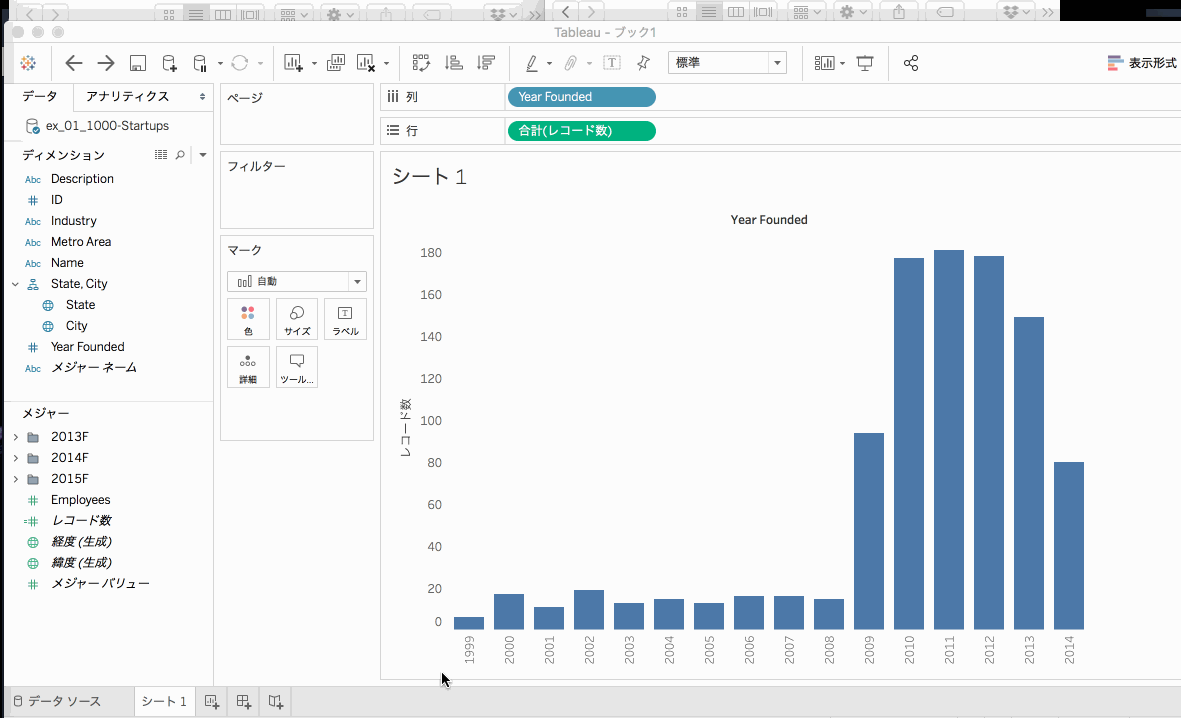 Tableau - ブック1
標準
表示形式
データ
アナリティクス
ex_01_1000-Startups
ディメンション
Abc Description
ID
Abc Industry
Abc Metro Area
Abc Name
State, City
State
City
Year Founded
Abc メジャー ネーム
メジャー
2013F
2014F
2015F
Employees
レコード数
経度 (生成)
緯度 (生成)
メジャー バリュー
ページ
フィルター
マーク
自動
色
サイズ
T
ラベル
詳細
ツール...
列
Year Founded
行
合計(レコード数)
シート 1
Year Founded
レコード数
180
160
140
120
100
80
60
40
20
0
1999
2000
2001
2002
2003
2004
2005
2006
2007
2008
2009
2010
2011
2012
2013
2014
データ ソース
シート 1